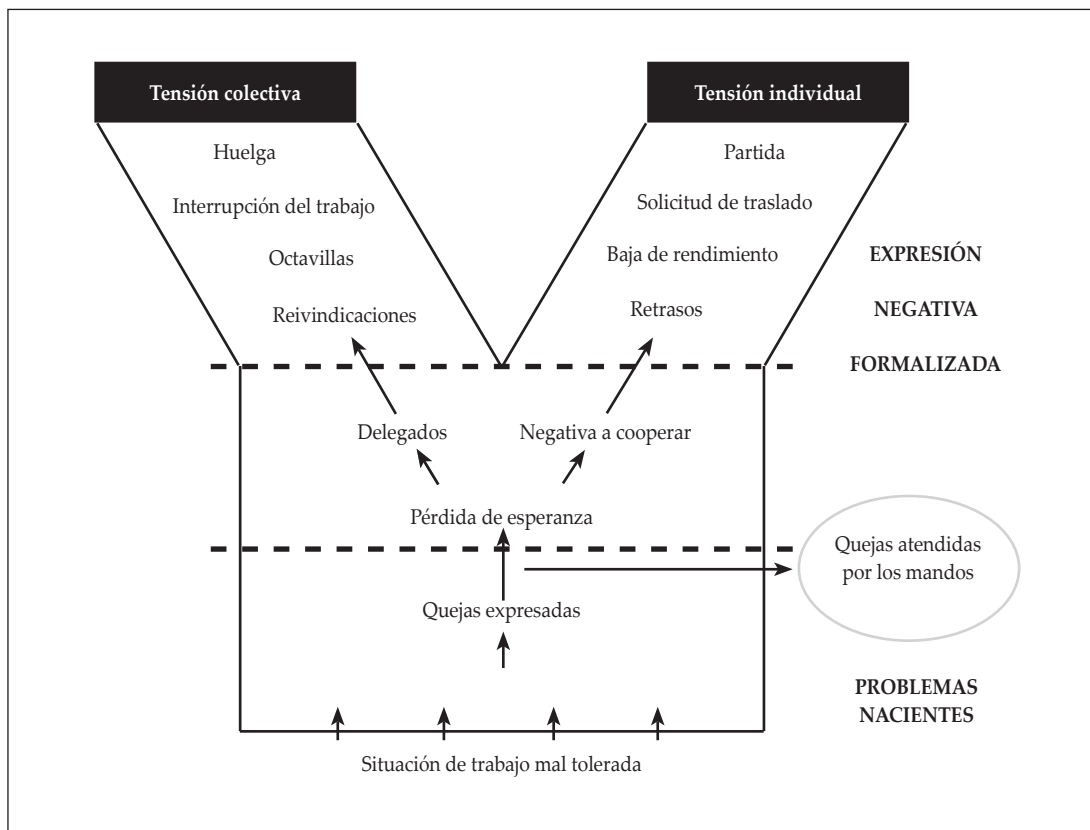 Tensión colectiva
Tensión individual
Huelga
Partida
Interrupción del trabajo
Solicitud de traslado
Octavillas
Baja de rendimiento
EXPRESIÓN
Reivindicaciones
Retrasos
NEGATIVA
FORMALIZADA
Delegados
Negativa a cooperar
Pérdida de esperanza
Quejas atendidas
por los mandos
Quejas expresadas
PROBLEMAS
NACIENTES
Situación de trabajo mal tolerada